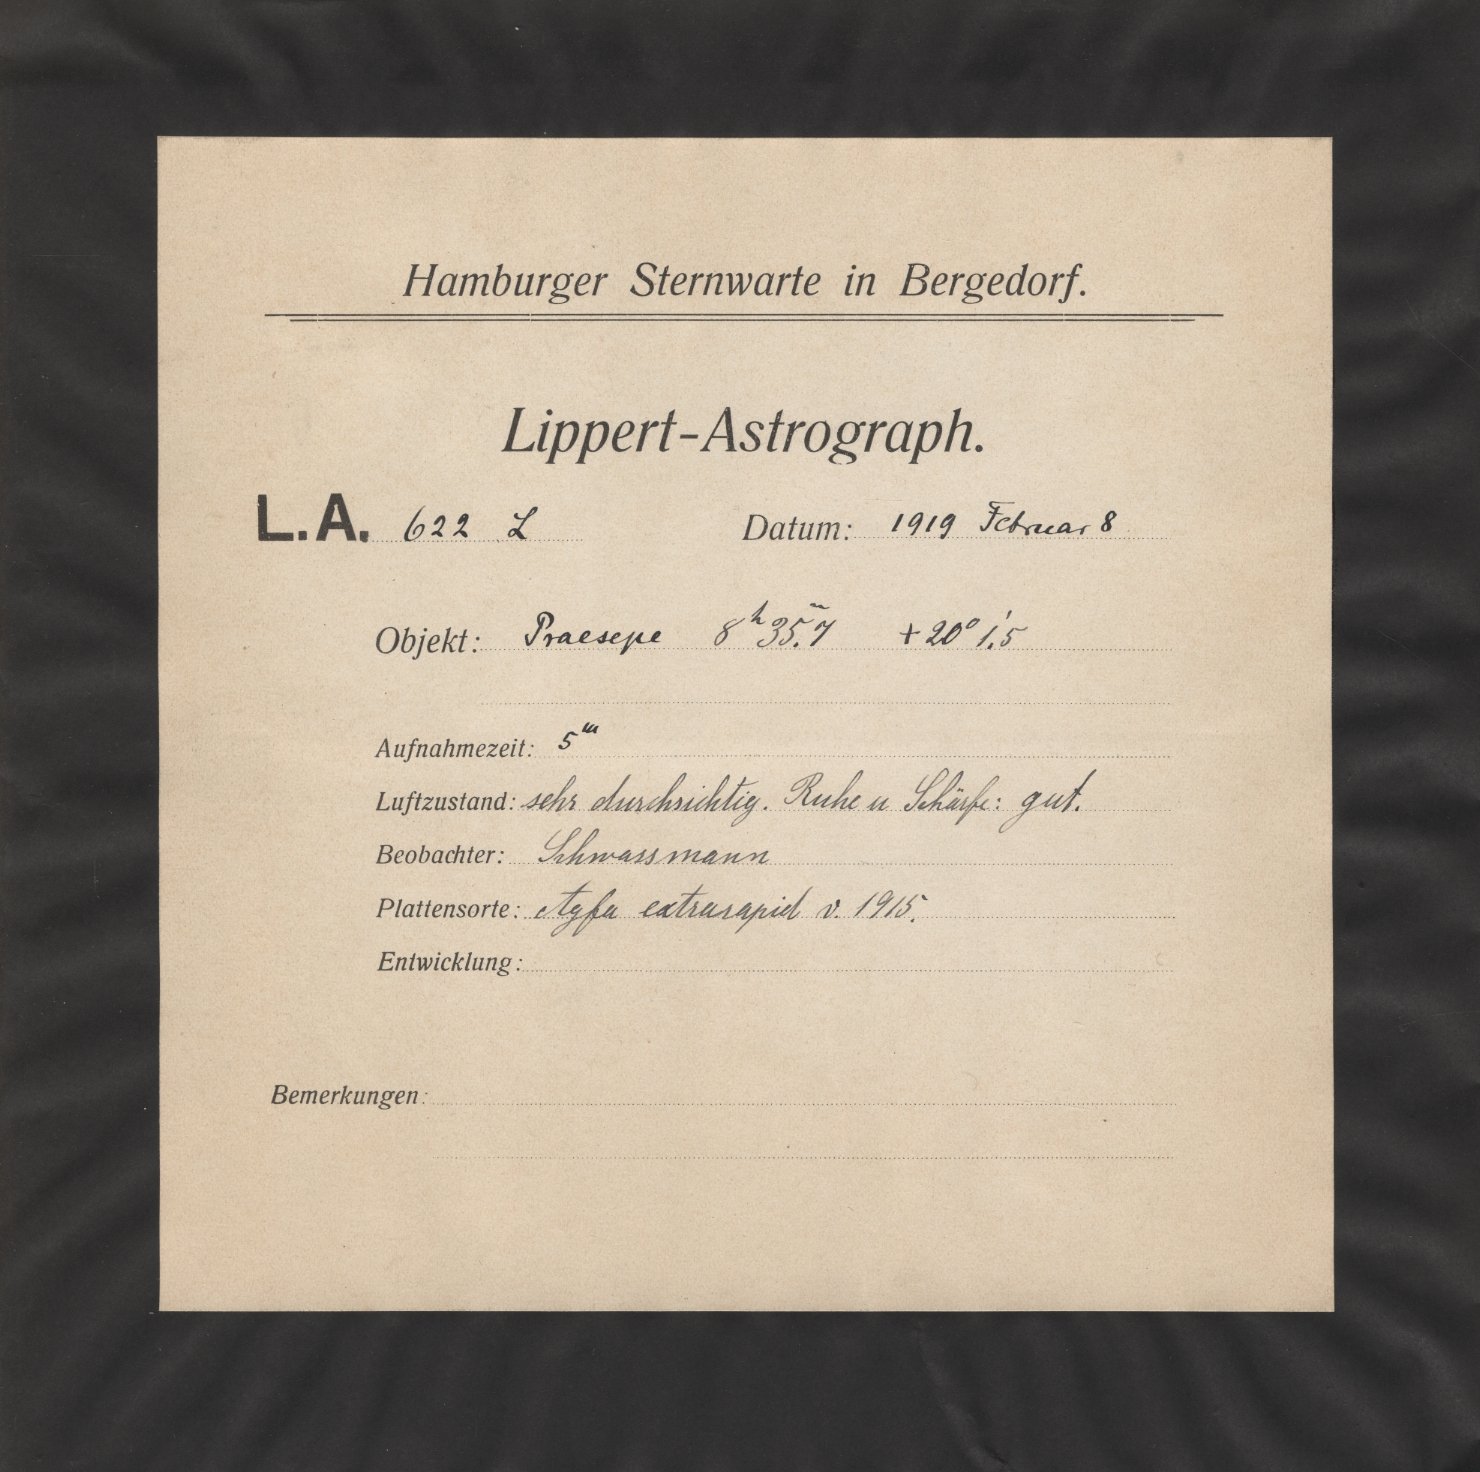 Hamburger Sternwarte in Bergedorf.
Lippert-Astrograph.
L.A. 622 L Datum: 1919 Februar 8
Objekt: Praesepe 8ʰ 35ᵐ.7 +20° 1'.5
Aufnahmezeit: 5ᵐ
Luftzustand: sehr durchsichtig. Ruhe u Schärfe: gut.
Beobachter: Schwassmann
Plattensorte: Agfa extrarapid v. 1915.
Entwicklung:
Bemerkungen: